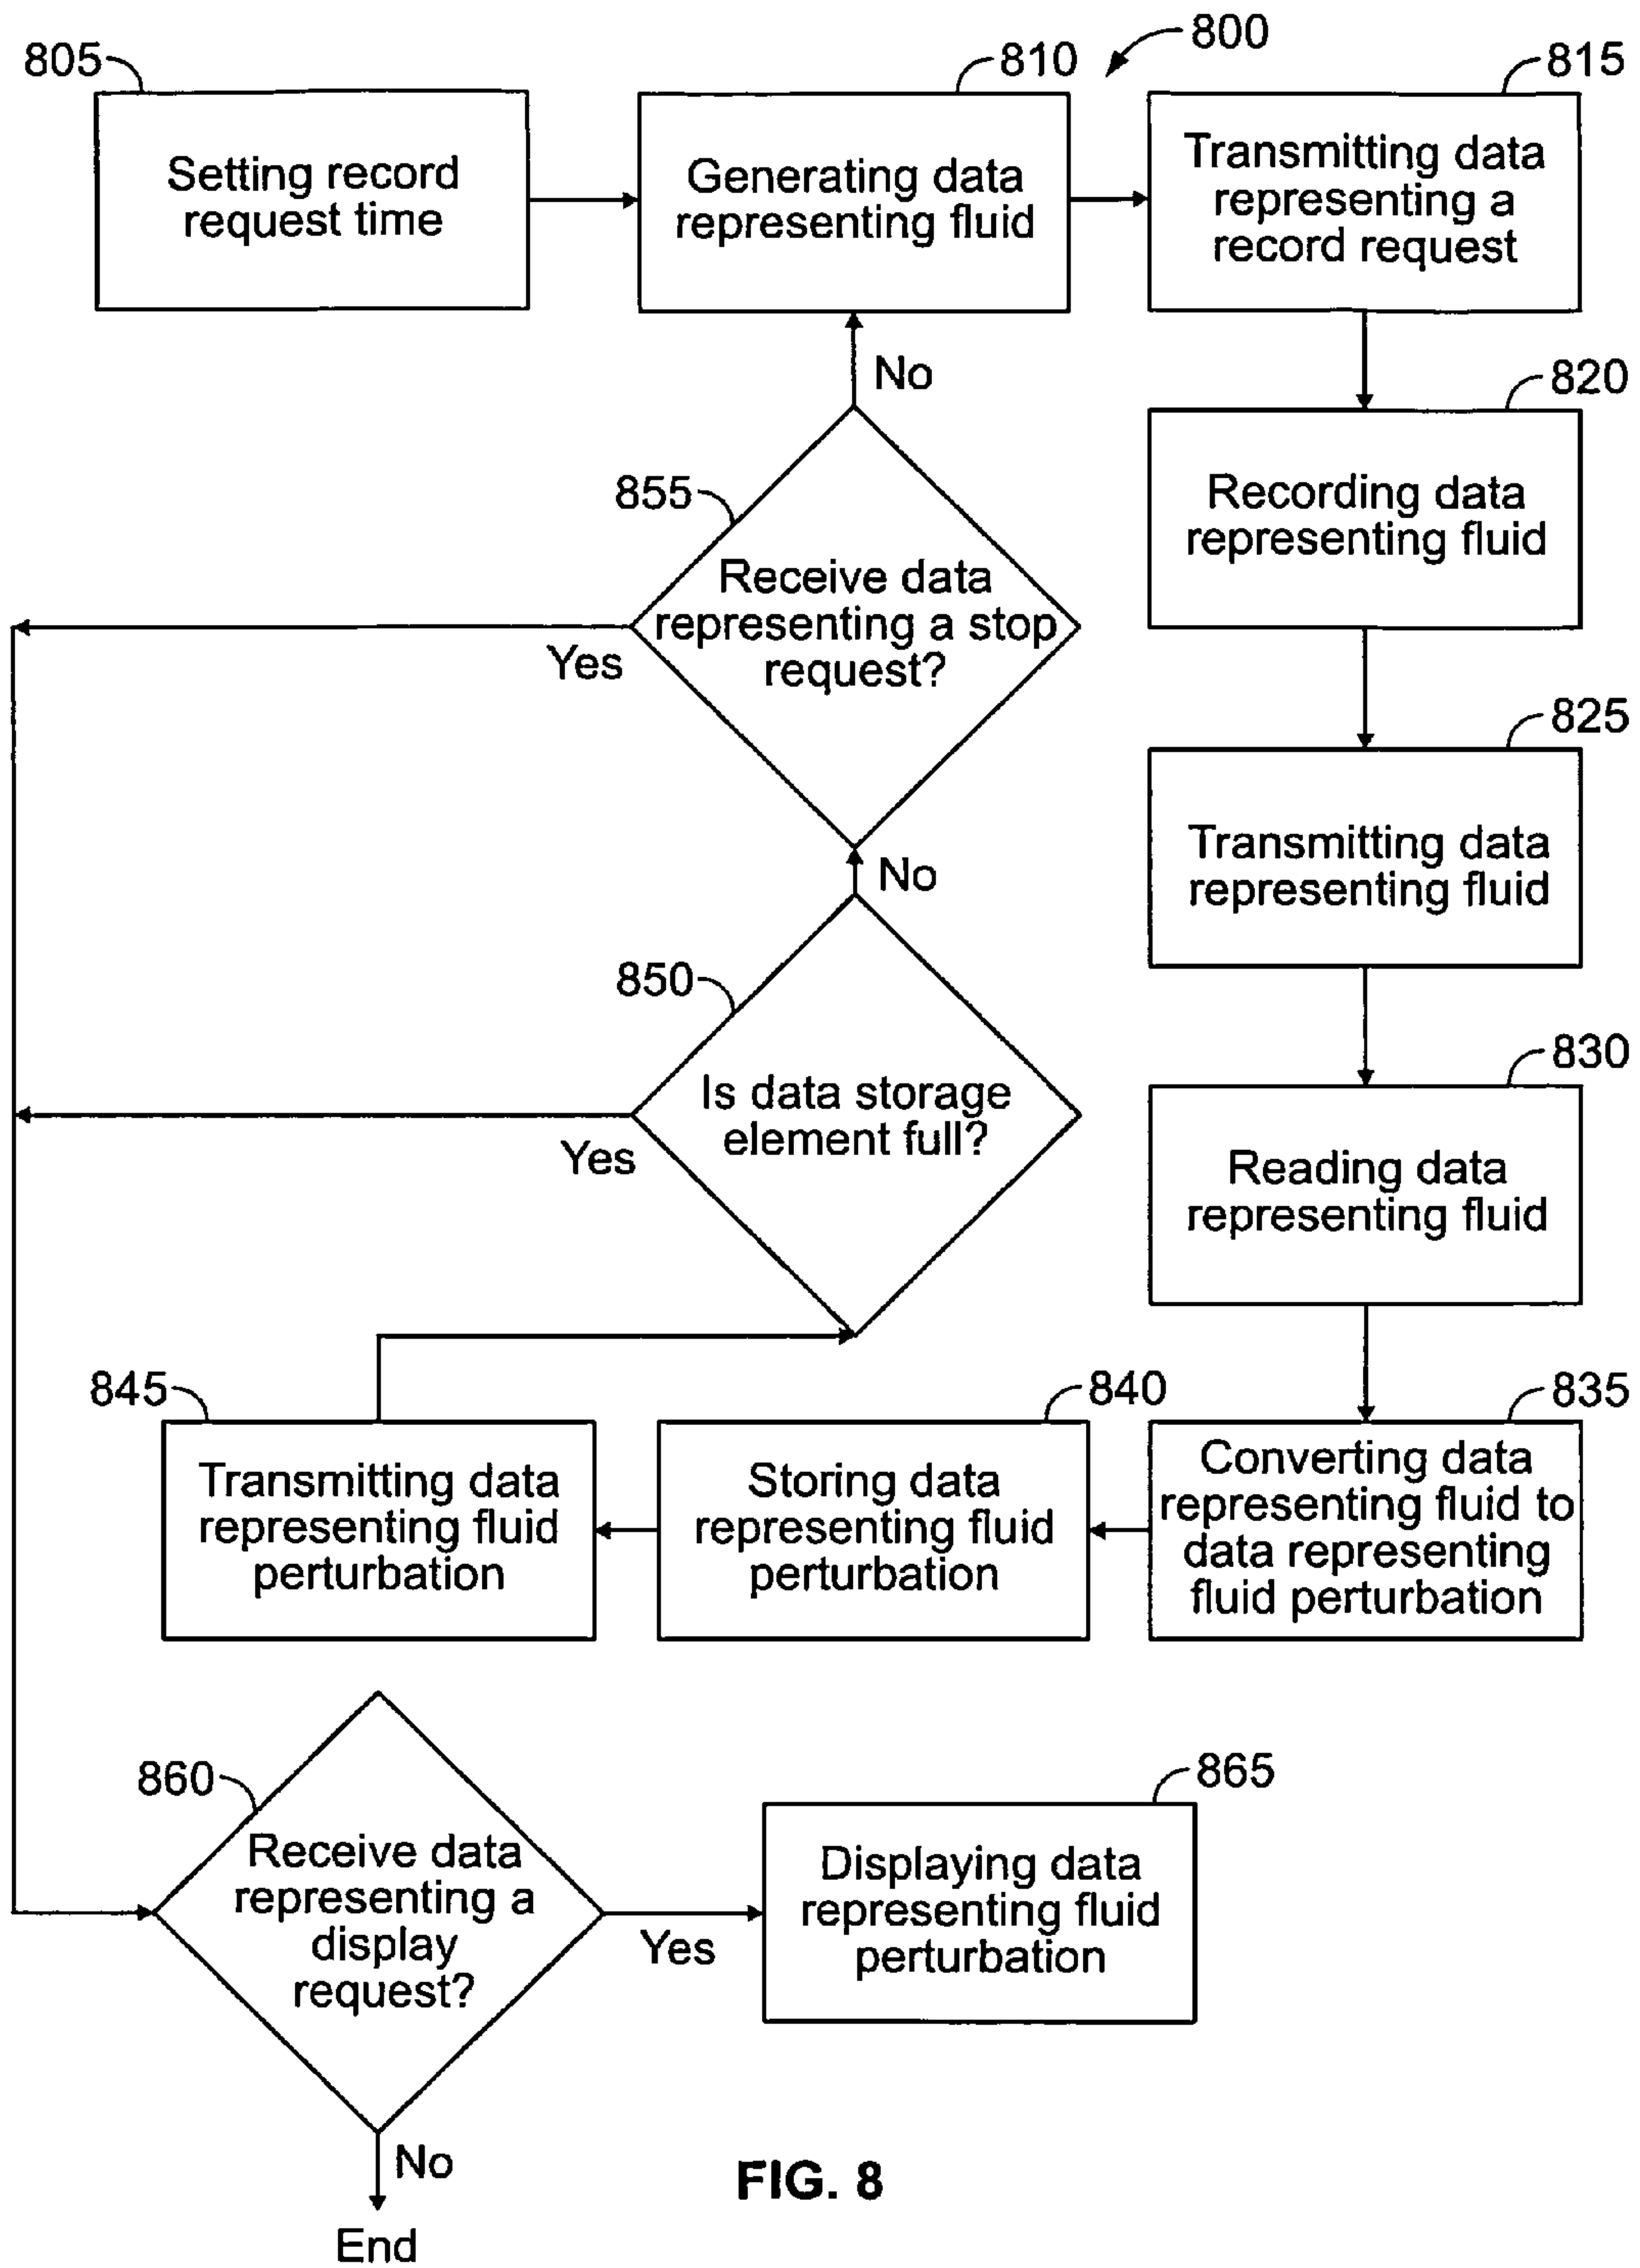 800
805
Setting record
request time
810
Generating data
representing fluid
815
Transmitting data
representing a
record request
No
820
Recording data
representing fluid
855
Receive data
representing a stop
request?
Yes
825
Transmitting data
representing fluid
No
850
Is data storage
element full?
Yes
830
Reading data
representing fluid
845
Transmitting data
representing fluid
perturbation
840
Storing data
representing fluid
perturbation
835
Converting data
representing fluid to
data representing
fluid perturbation
860
Receive data
representing a
display
request?
Yes
865
Displaying data
representing fluid
perturbation
No
End
FIG. 8